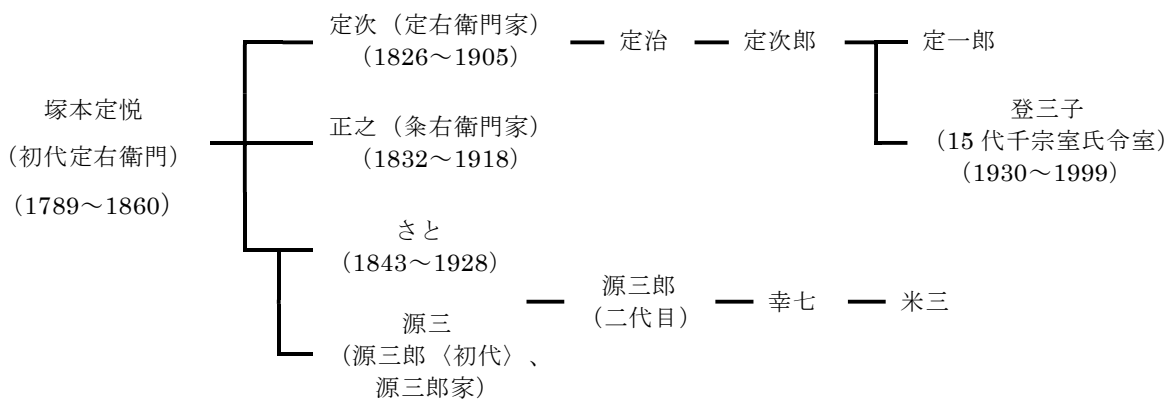 塚本定悦
（初代定右衛門）
（1789～1860）
定次（定右衛門家）
（1826～1905）
定治
定次郎
定一郎
登三子
（15 代千宗室氏令室）
（1930～1999）
正之（粂右衛門家）
（1832～1918）
さと
（1843～1928）
源三
（源三郎〈初代〉、
源三郎家）
源三郎
（二代目）
幸七
米三